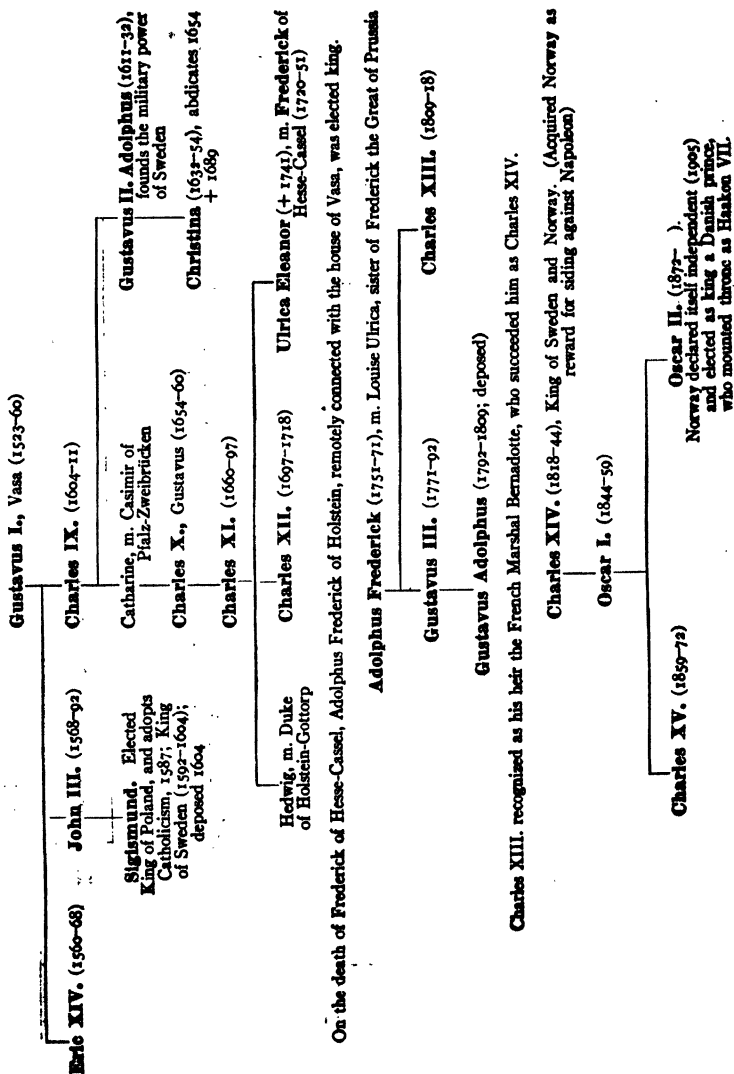 Gustavus I., Vasa (1523–60)
Eric XIV. (1560–68)
John III. (1568–92)
Charles IX. (1604–11)
Sigismund. Elected
King of Poland, and adopts
Catholicism, 1587; King
of Sweden (1592–1604);
deposed 1604
Catharine, m. Casimir of
Pfalz-Zweibrücken
Gustavus II. Adolphus (1611–32),
founds the military power
of Sweden
Charles X., Gustavus (1654–60)
Christina (1632–54), abdicates 1654
+ 1689
Charles XI. (1660–97)
Hedwig, m. Duke
of Holstein-Gottorp
Charles XII. (1697–1718)
Ulrica Eleanor (+ 1741), m. Frederick of
Hesse-Cassel (1720–51)
On the death of Frederick of Hesse-Cassel, Adolphus Frederick of Holstein, remotely connected with the house of Vasa, was elected king.
Adolphus Frederick (1751–71), m. Louise Ulrica, sister of Frederick the Great of Prussia
Gustavus III. (1771–92)
Charles XIII. (1809–18)
Gustavus Adolphus (1792–1809; deposed)
Charles XIII. recognized as his heir the French Marshal Bernadotte, who succeeded him as Charles XIV.
Charles XIV. (1818–44), King of Sweden and Norway. (Acquired Norway as
reward for siding against Napoleon)
Oscar I. (1844–59)
Charles XV. (1859–72)
Oscar II. (1872– ).
Norway declared itself independent (1905)
and elected as king a Danish prince,
who mounted throne as Haakon VII.